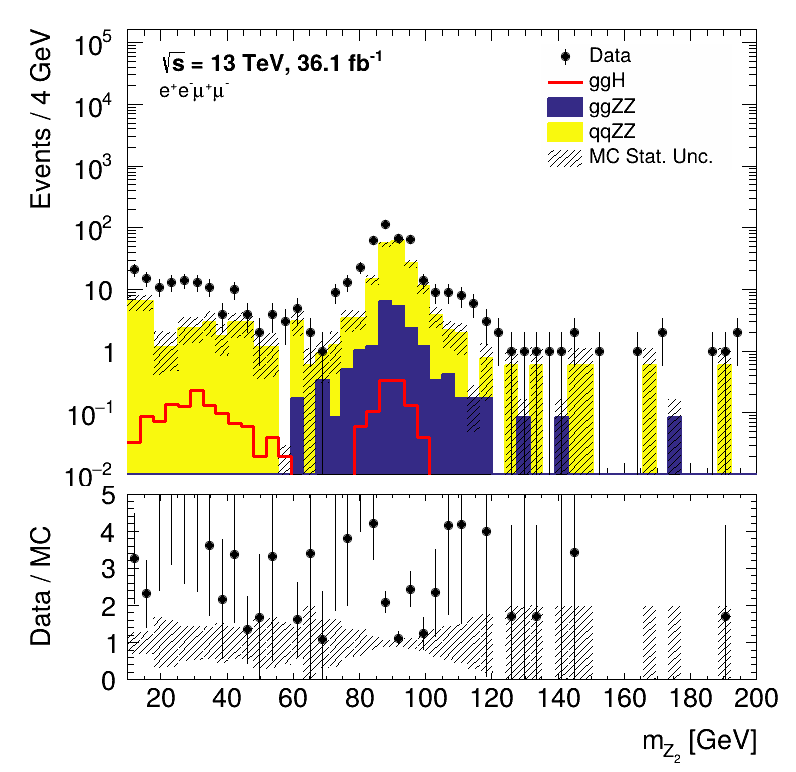 Events / 4 GeV
10⁵
10⁴
10³
10²
10
1
10⁻¹
10⁻²
√s = 13 TeV, 36.1 fb⁻¹
e⁺e⁻μ⁺μ⁻
Data
ggH
ggZZ
qqZZ
MC Stat. Unc.
Data / MC
5
4
3
2
1
0
20 40 60 80 100 120 140 160 180 200
m_Z₂ [GeV]